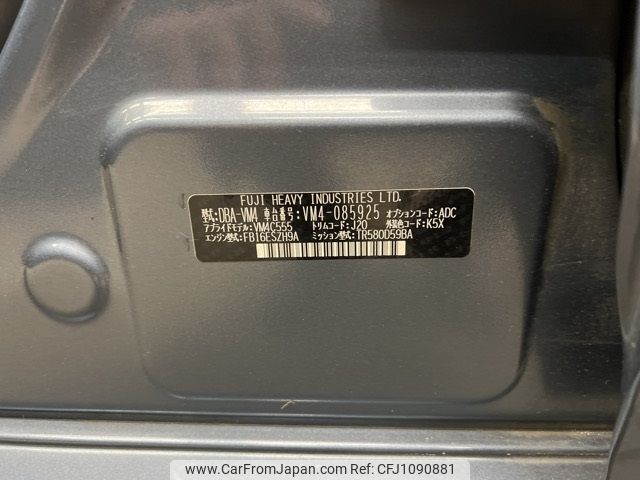 FUJI HEAVY INDUSTRIES LTD.
型式:DBA-VM4 車台番号:VM4-085925 オプションコード:ADC
アプライドモデル:VM4C555 トリムコード:J20 外装色コード:K5X
エンジン型式:FB16ESZH9A ミッション型式:TR580D59BA
www.CarFromJapan.com | Ref No. CFJ1090881